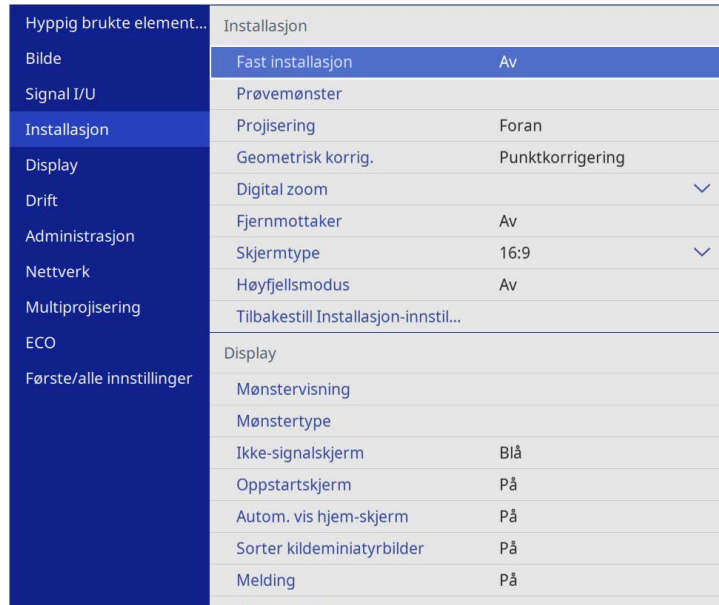 Hyppig brukte element...
Bilde
Signal I/U
Installasjon
Display
Drift
Administrasjon
Nettverk
Multiprojisering
ECO
Første/alle innstillinger
Installasjon
Fast installasjon Av
Prøvemønster
Projisering Foran
Geometrisk korrig. Punktkorrigering
Digital zoom
Fjernmottaker Av
Skjermtype 16:9
Høyfjellsmodus Av
Tilbakestill Installasjon-innstil...
Display
Mønstervisning
Mønstertype
Ikke-signalskjerm Blå
Oppstartskjerm På
Autom. vis hjem-skjerm På
Sorter kildeminiatyrbilder På
Melding På